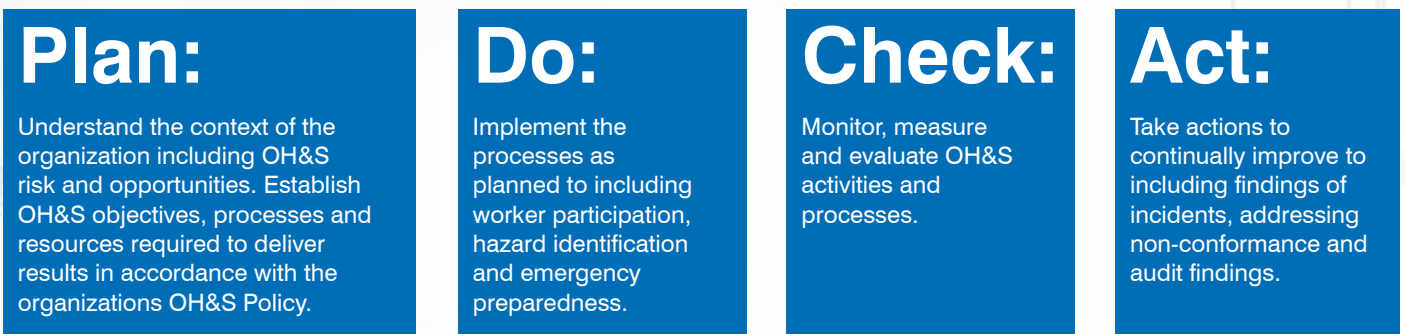 Plan:
Understand the context of the
organization including OH&S
risk and opportunities. Establish
OH&S objectives, processes and
resources required to deliver
results in accordance with the
organizations OH&S Policy.
Do:
Implement the
processes as
planned to including
worker participation,
hazard identification
and emergency
preparedness.
Check:
Monitor, measure
and evaluate OH&S
activities and
processes.
Act:
Take actions to
continually improve to
including findings of
incidents, addressing
non-conformance and
audit findings.